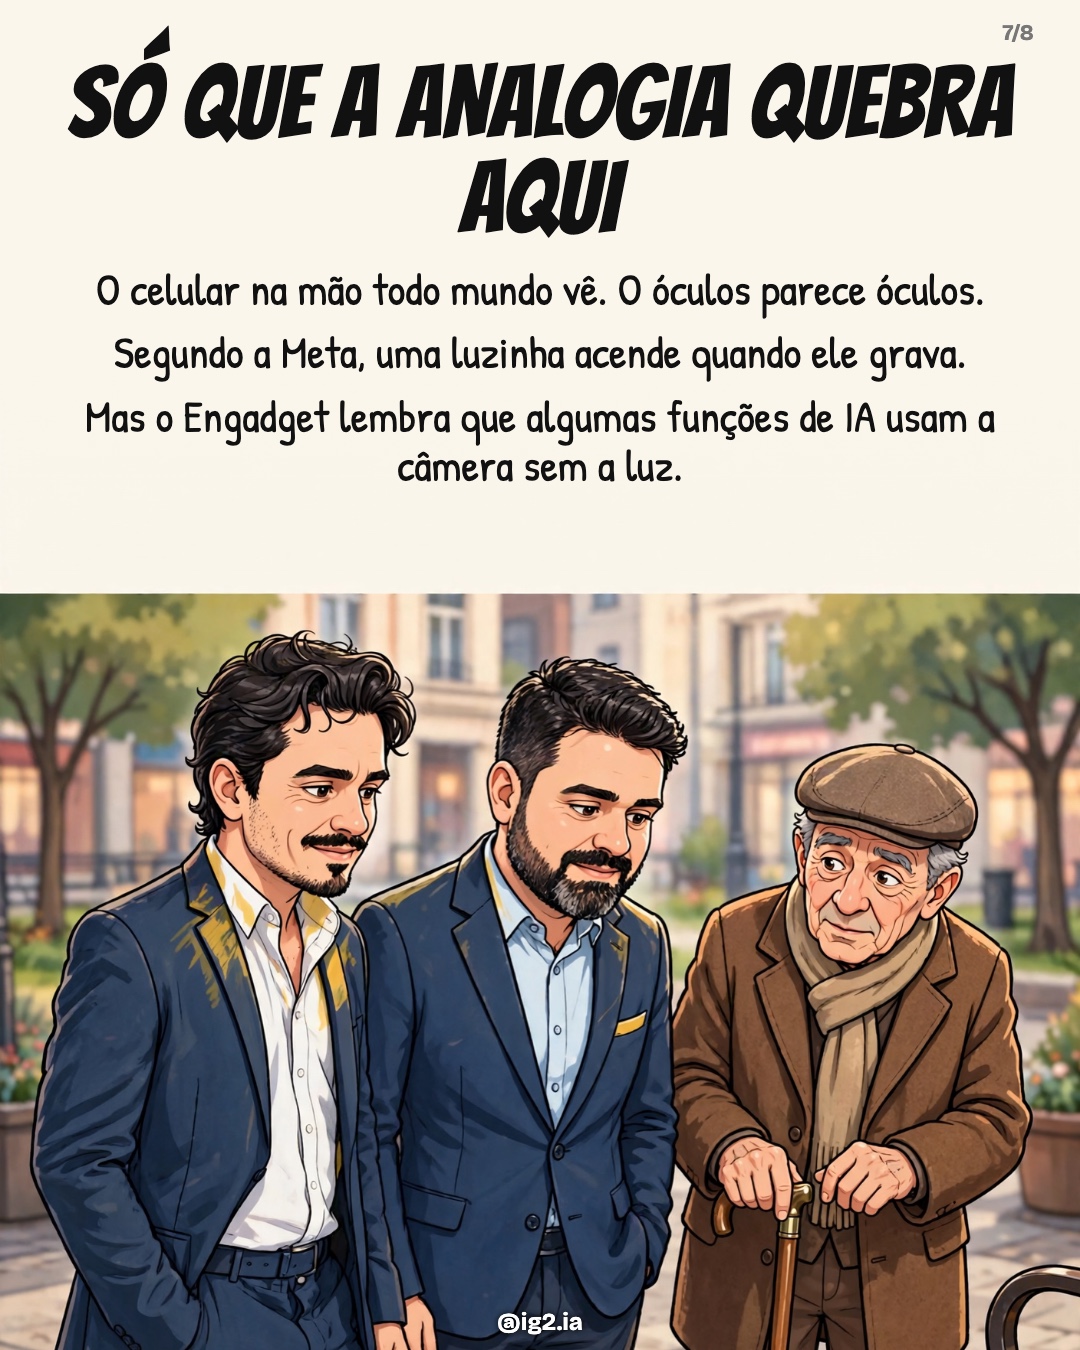 7/8
SÓ QUE A ANALOGIA QUEBRA
AQUI
O celular na mão todo mundo vê. O óculos parece óculos.
Segundo a Meta, uma luzinha acende quando ele grava.
Mas o Engadget lembra que algumas funções de IA usam a
câmera sem a luz.
@ig2.ia